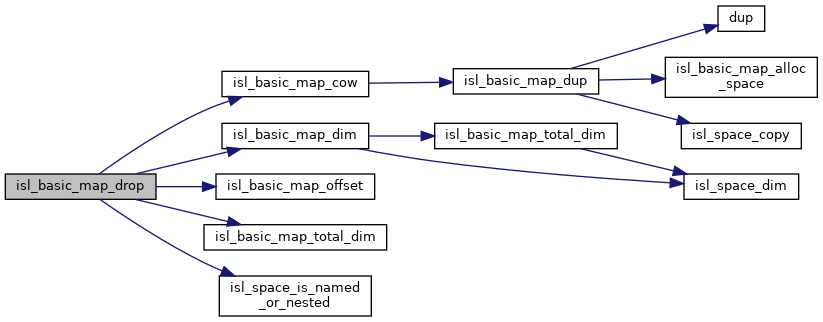 dup
isl_basic_map_alloc
_space
isl_basic_map_cow
isl_basic_map_dup
isl_space_copy
isl_basic_map_dim
isl_basic_map_total_dim
isl_basic_map_drop
isl_basic_map_offset
isl_space_dim
isl_basic_map_total_dim
isl_space_is_named
_or_nested